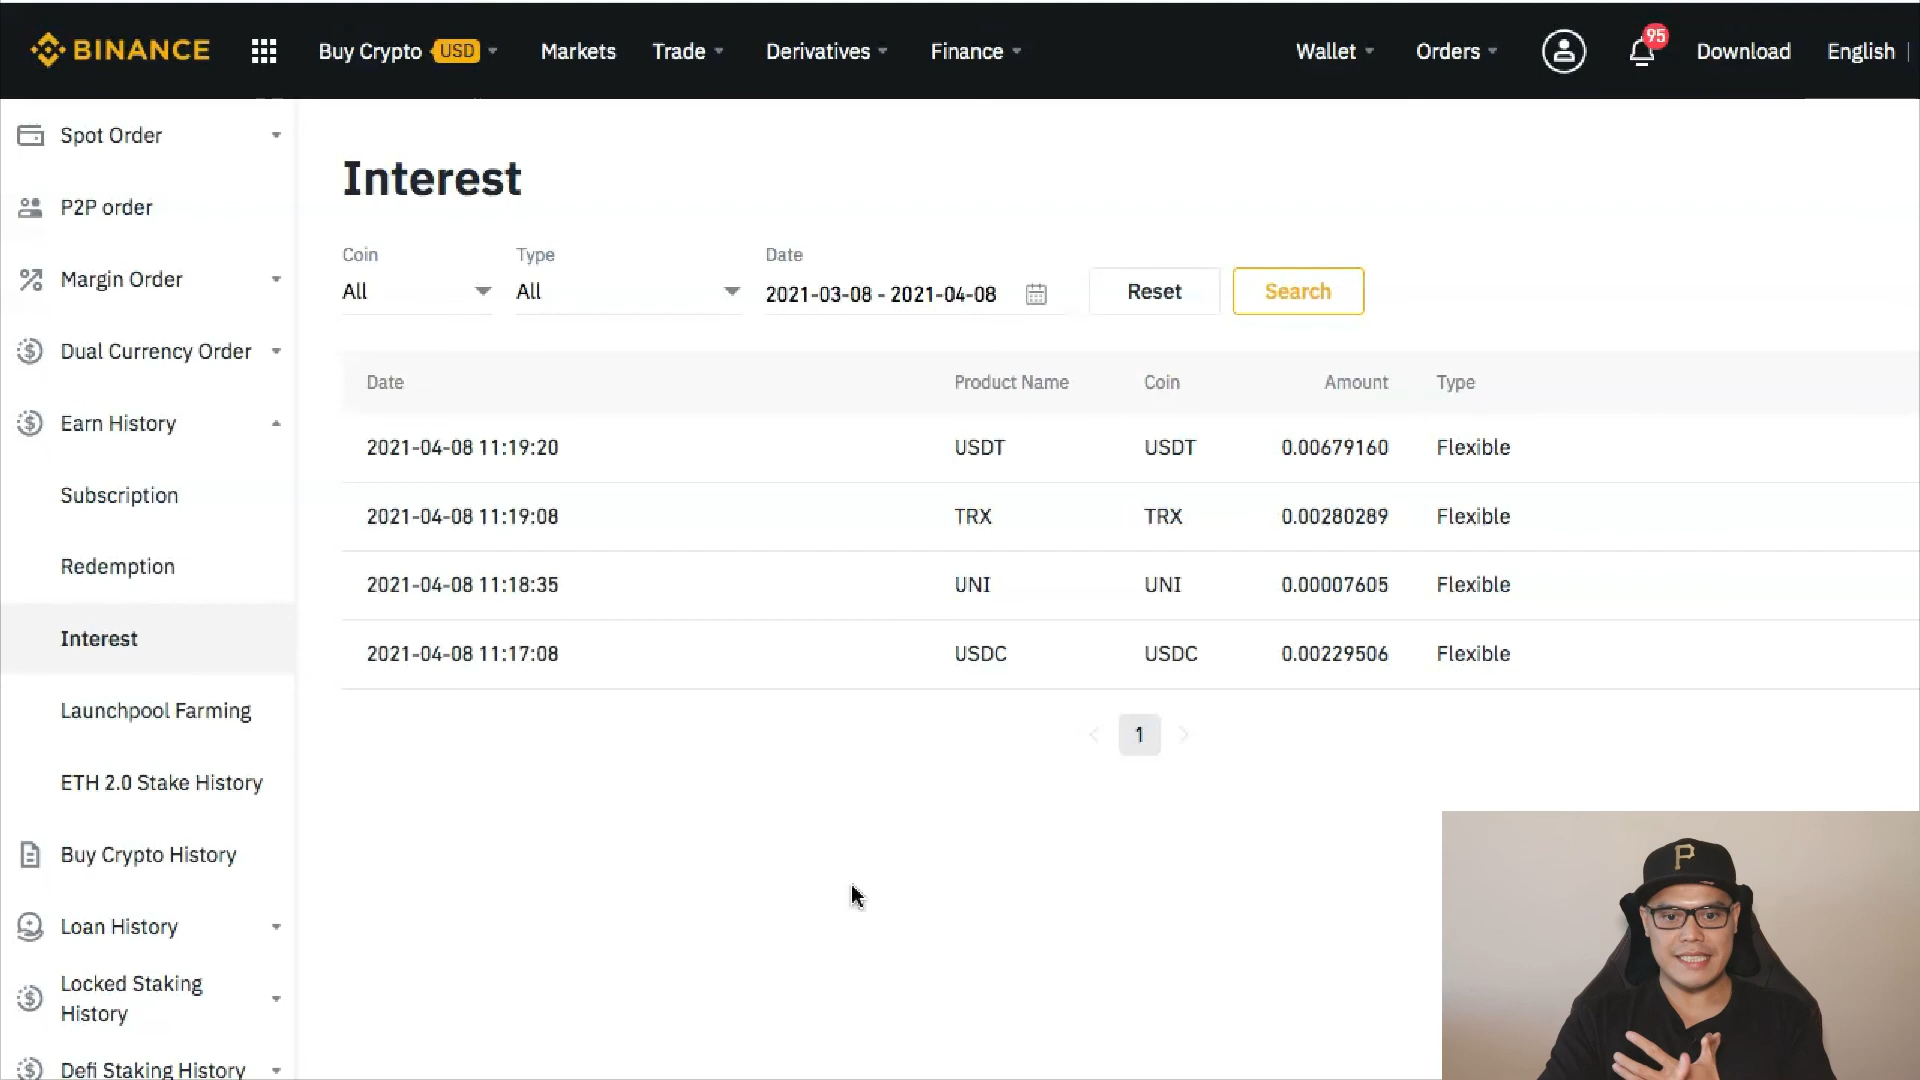 BINANCE Buy Crypto USD Markets Trade Derivatives Finance Wallet Orders 95 Download English
Spot Order
P2P order
Margin Order
Dual Currency Order
Earn History
Subscription
Redemption
Interest
Launchpool Farming
ETH 2.0 Stake History
Buy Crypto History
Loan History
Locked Staking
History
Defi Staking History
Interest
Coin Type Date
All All 2021-03-08 - 2021-04-08 Reset Search
Date Product Name Coin Amount Type
2021-04-08 11:19:20 USDT USDT 0.00679160 Flexible
2021-04-08 11:19:08 TRX TRX 0.00280289 Flexible
2021-04-08 11:18:35 UNI UNI 0.00007605 Flexible
2021-04-08 11:17:08 USDC USDC 0.00229506 Flexible
1
P